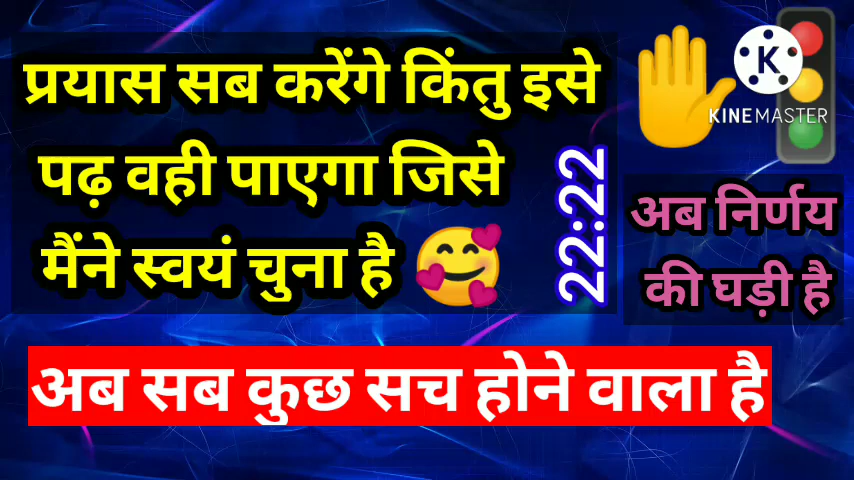 प्रयास सब करेंगे किंतु इसे
पढ़ वही पाएगा जिसे
मैंने स्वयं चुना है
22:22
K
KINEMASTER
अब निर्णय
की घड़ी है
अब सब कुछ सच होने वाला है